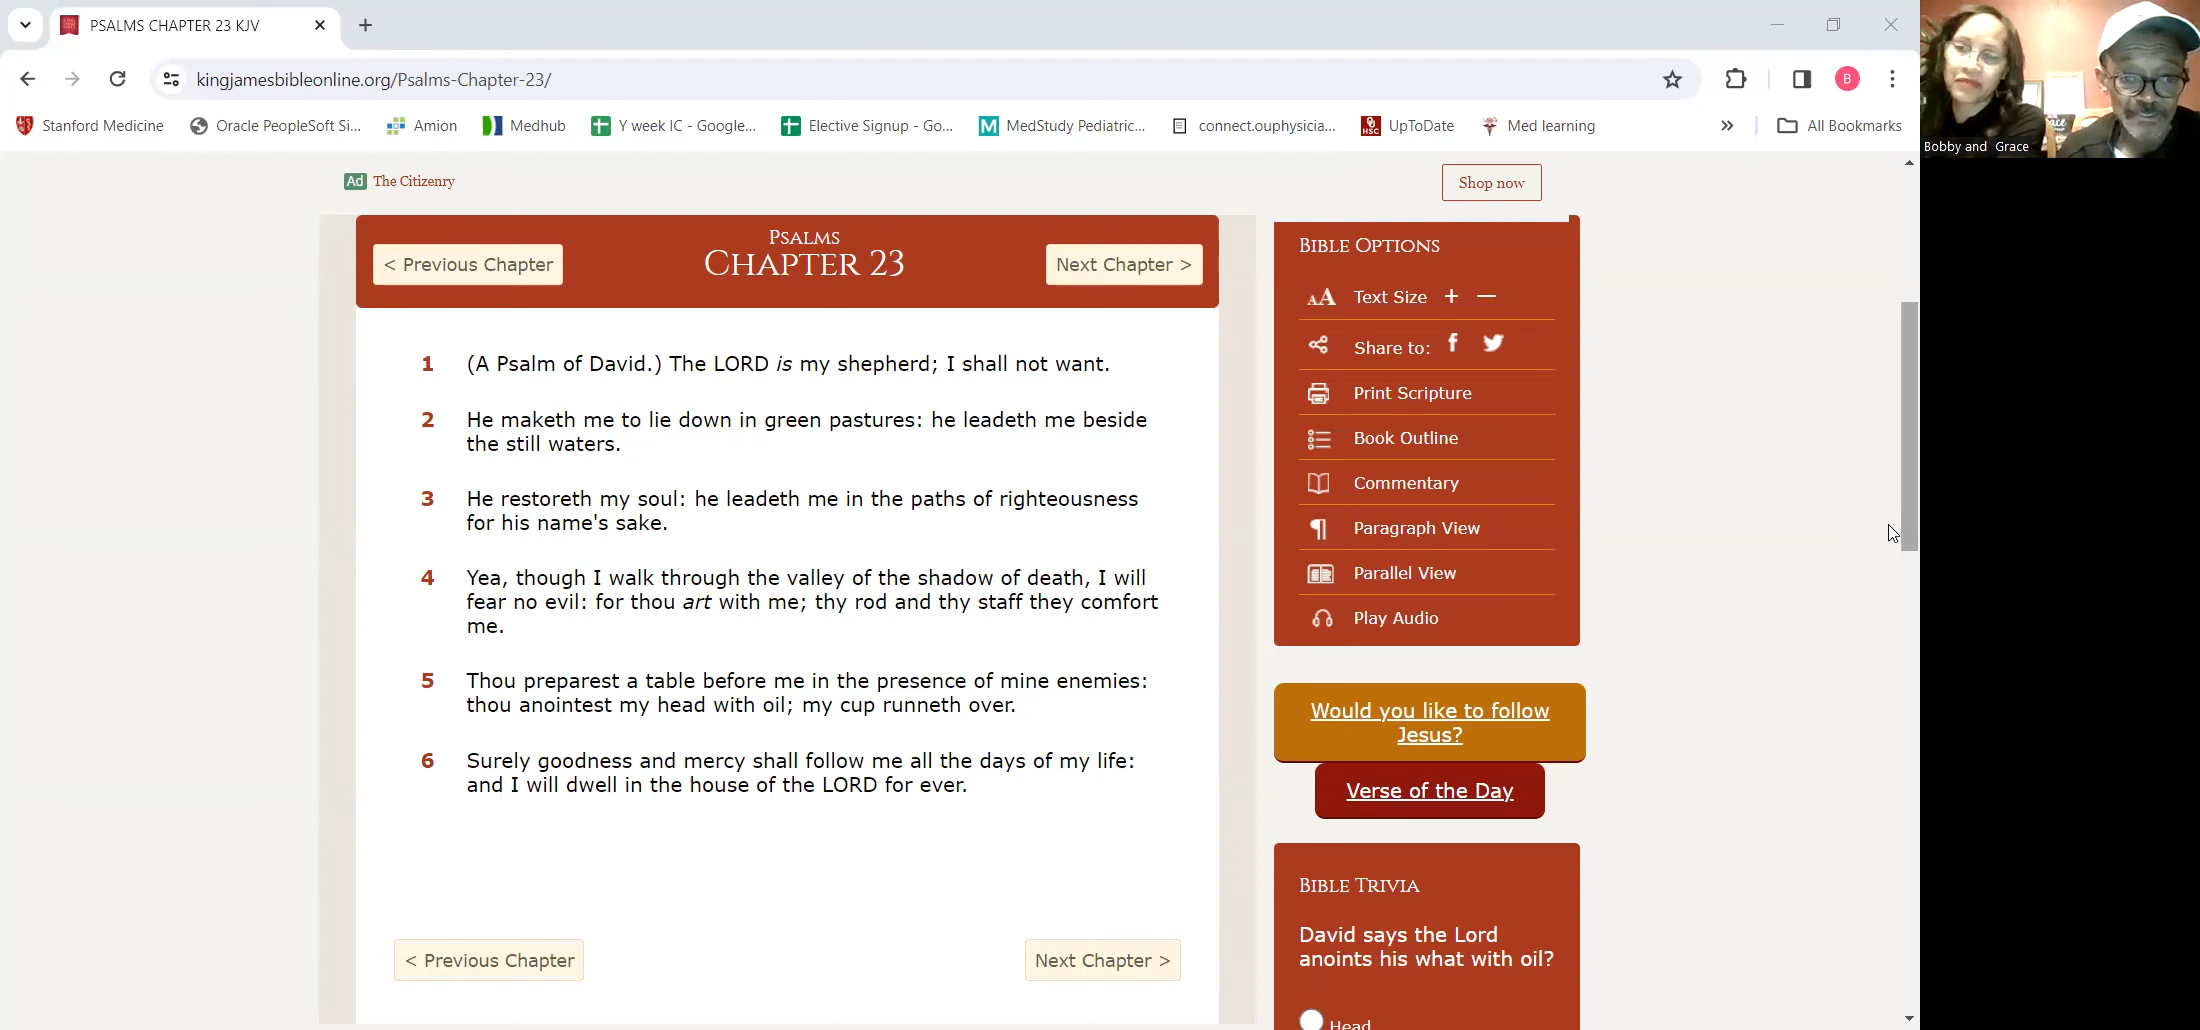 PSALMS CHAPTER 23 KJV
kingjamesbibleonline.org/Psalms-Chapter-23/
B
Stanford Medicine
Oracle PeopleSoft Si...
Amion
Medhub
Y week IC - Google...
Elective Signup - Go...
MedStudy Pediatric...
connect.ouphysicia...
UpToDate
Med learning
All Bookmarks
Bobby and Grace
Ad The Citizenry
Shop now
PSALMS
CHAPTER 23
< Previous Chapter
Next Chapter >
1 (A Psalm of David.) The LORD is my shepherd; I shall not want.
2 He maketh me to lie down in green pastures: he leadeth me beside
the still waters.
3 He restoreth my soul: he leadeth me in the paths of righteousness
for his name's sake.
4 Yea, though I walk through the valley of the shadow of death, I will
fear no evil: for thou art with me; thy rod and thy staff they comfort
me.
5 Thou preparest a table before me in the presence of mine enemies:
thou anointest my head with oil; my cup runneth over.
6 Surely goodness and mercy shall follow me all the days of my life:
and I will dwell in the house of the LORD for ever.
< Previous Chapter
Next Chapter >
BIBLE OPTIONS
AA Text Size + —
Share to:
Print Scripture
Book Outline
Commentary
Paragraph View
Parallel View
Play Audio
Would you like to follow
Jesus?
Verse of the Day
BIBLE TRIVIA
David says the Lord
anoints his what with oil?
Head